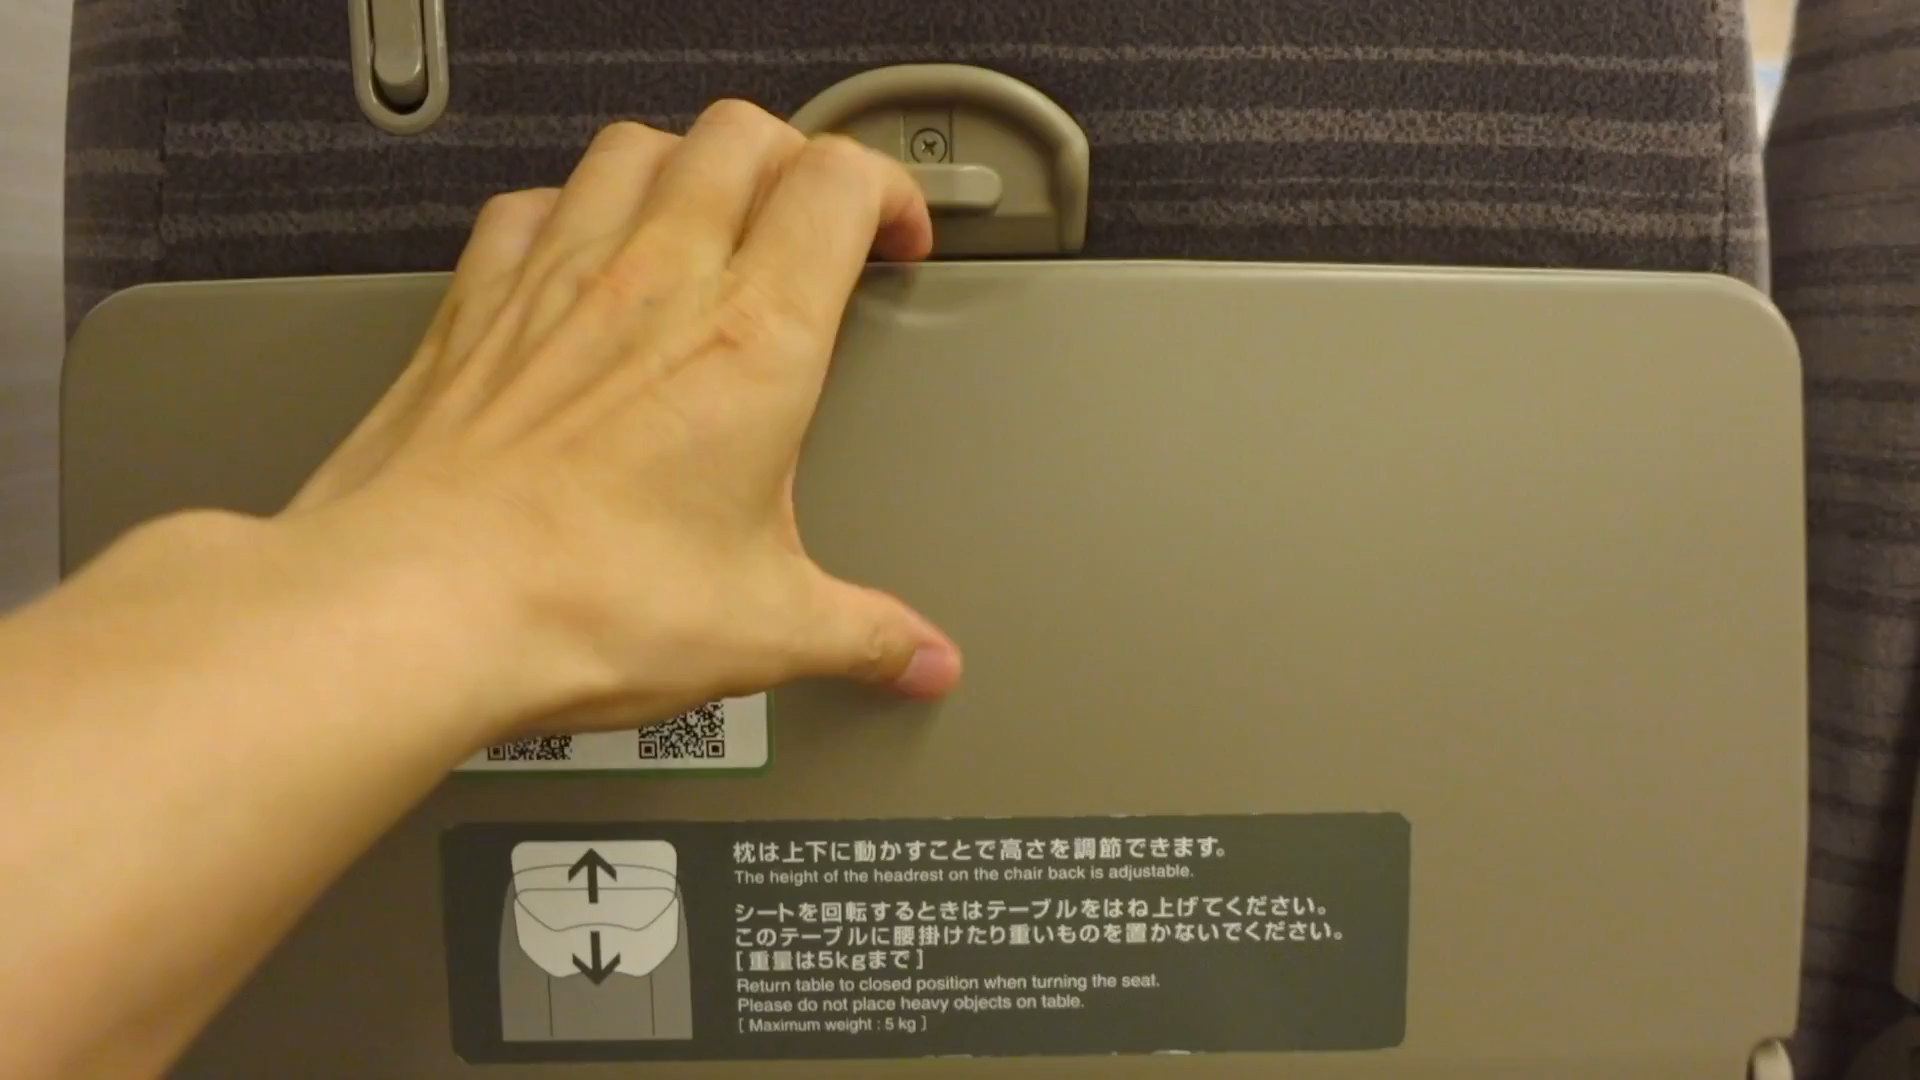 枕は上下に動かすことで高さを調節できます。
The height of the headrest on the chair back is adjustable.
シートを回転するときはテーブルをはね上げてください。
このテーブルに腰掛けたり重いものを置かないでください。
[重量は5kgまで]
Return table to closed position when turning the seat.
Please do not place heavy objects on table.
[ Maximum weight : 5 kg ]